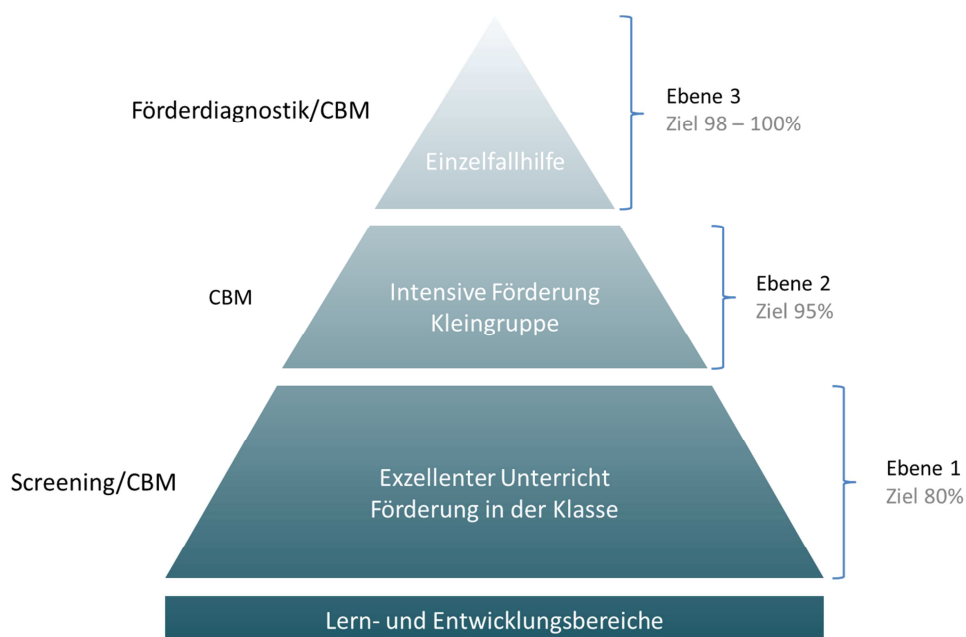 Förderdiagnostik/CBM
Einzelfallhilfe
Ebene 3
Ziel 98 – 100%
CBM
Intensive Förderung
Kleingruppe
Ebene 2
Ziel 95%
Screening/CBM
Exzellenter Unterricht
Förderung in der Klasse
Ebene 1
Ziel 80%
Lern- und Entwicklungsbereiche